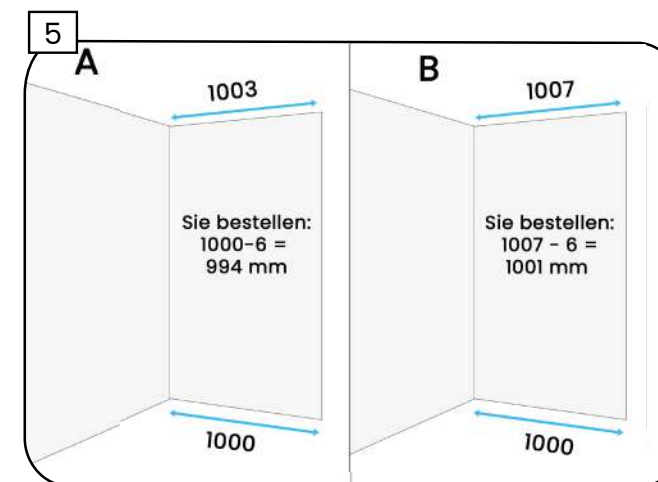 5
A
1003
Sie bestellen:
1000-6 =
994 mm
1000
B
1007
Sie bestellen:
1007 - 6 =
1001 mm
1000